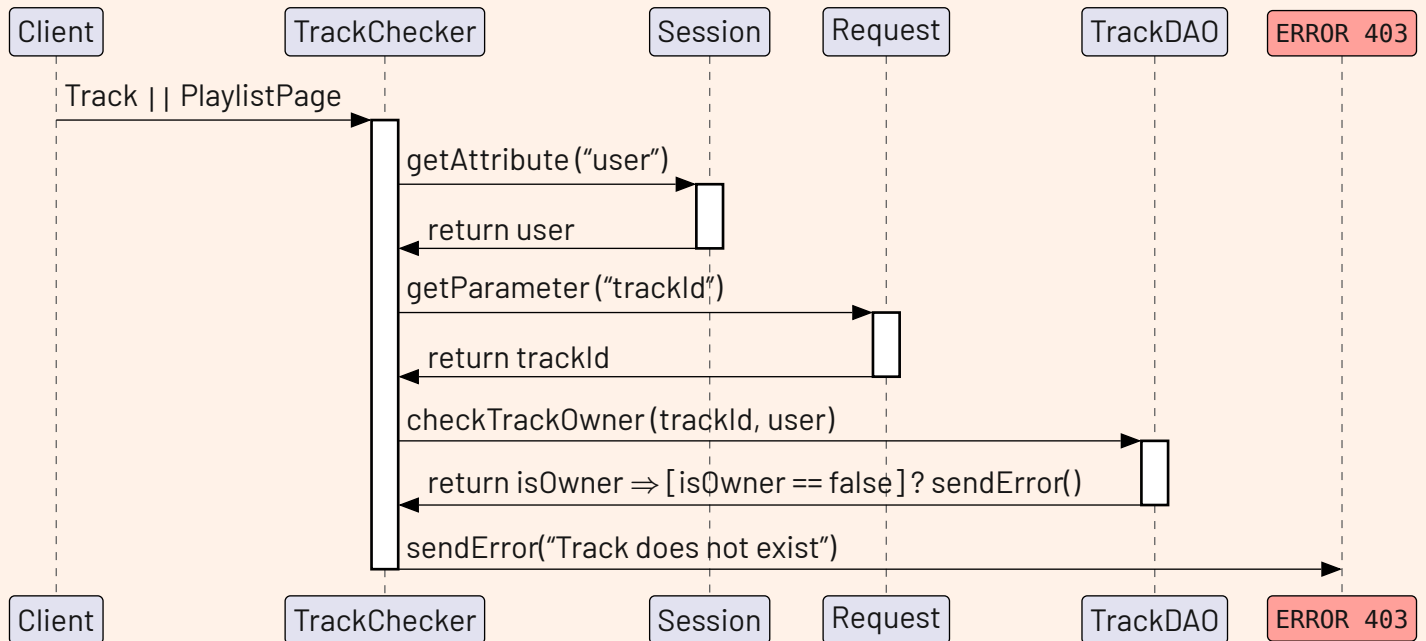 Client TrackChecker Session Request TrackDAO ERROR 403
Track || PlaylistPage
getAttribute (“user”)
return user
getParameter (“trackId”)
return trackId
checkTrackOwner (trackId, user)
return isOwner ⇒ [isOwner == false] ? sendError()
sendError(“Track does not exist”)
Client TrackChecker Session Request TrackDAO ERROR 403